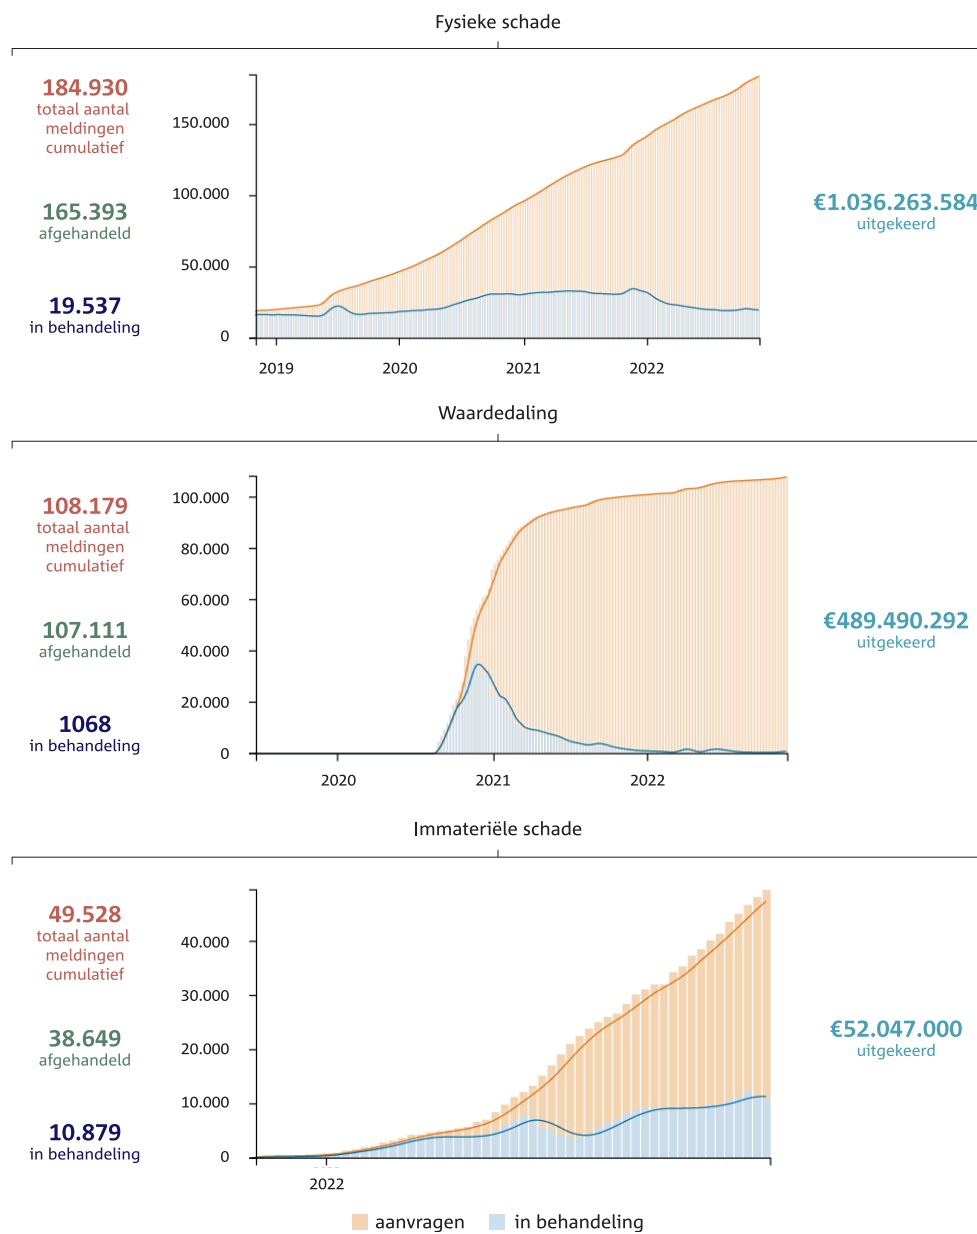 Fysieke schade
184.930
totaal aantal
meldingen
cumulatief
165.393
afgehandeld
19.537
in behandeling
150.000
100.000
50.000
0
2019 2020 2021 2022
€1.036.263.584
uitgekeerd
Waardedaling
108.179
totaal aantal
meldingen
cumulatief
107.111
afgehandeld
1068
in behandeling
100.000
80.000
60.000
40.000
20.000
0
2020 2021 2022
€489.490.292
uitgekeerd
Immateriële schade
49.528
totaal aantal
meldingen
cumulatief
38.649
afgehandeld
10.879
in behandeling
40.000
30.000
20.000
10.000
0
2022
€52.047.000
uitgekeerd
aanvragen in behandeling